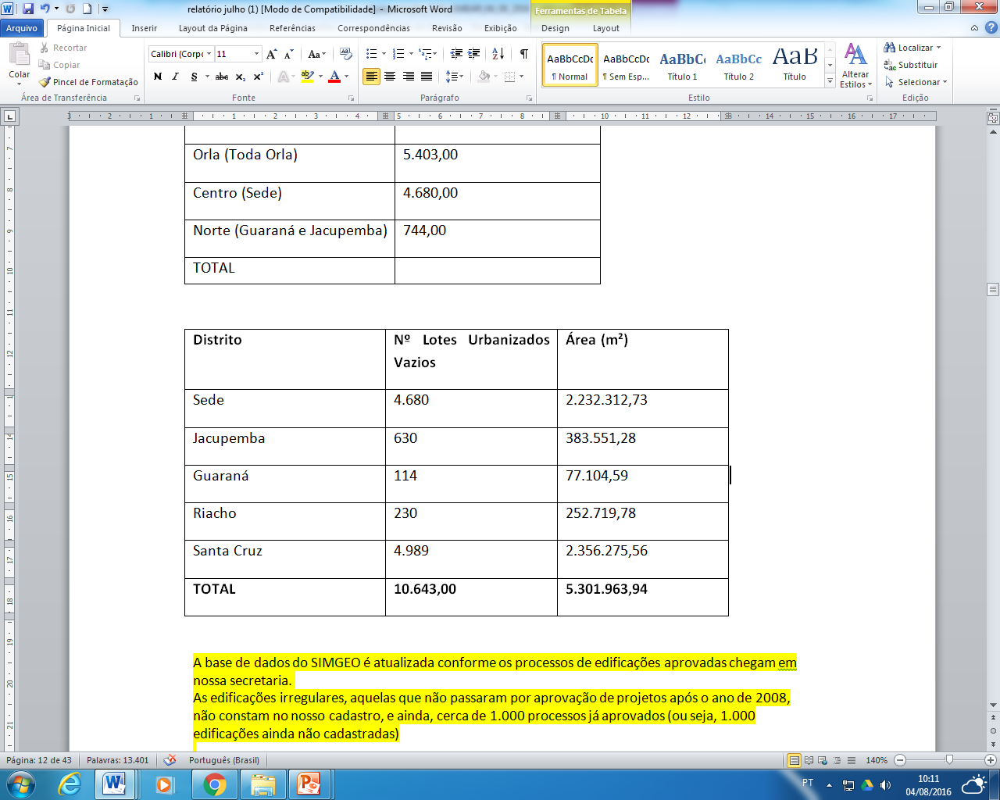 relatório julho (1) [Modo de Compatibilidade] - Microsoft Word
Ferramentas de Tabela
Arquivo Página Inicial Inserir Layout da Página Referências Correspondências Revisão Exibição Design Layout
Colar
Recortar
Copiar
Pincel de Formatação
Área de Transferência
Calibri (Corpo 11
N I S abc x₂ x²
Fonte
Parágrafo
AaBbCcDc AaBbCcDc AaBbCc AaBbCc AaB
¶ Normal ¶ Sem Esp... Título 1 Título 2 Título
Alterar Estilos
Estilo
Localizar
Substituir
Selecionar
Edição
Orla (Toda Orla) 5.403,00
Centro (Sede) 4.680,00
Norte (Guaraná e Jacupemba) 744,00
TOTAL
Distrito Nº Lotes Urbanizados Vazios Área (m²)
Sede 4.680 2.232.312,73
Jacupemba 630 383.551,28
Guaraná 114 77.104,59
Riacho 230 252.719,78
Santa Cruz 4.989 2.356.275,56
TOTAL 10.643,00 5.301.963,94
A base de dados do SIMGEO é atualizada conforme os processos de edificações aprovadas chegam em
nossa secretaria.
As edificações irregulares, aquelas que não passaram por aprovação de projetos após o ano de 2008,
não constam no nosso cadastro, e ainda, cerca de 1.000 processos já aprovados (ou seja, 1.000
edificações ainda não cadastradas)
Página: 12 de 43 Palavras: 13.401 Português (Brasil) 140%
PT 10:11
04/08/2016